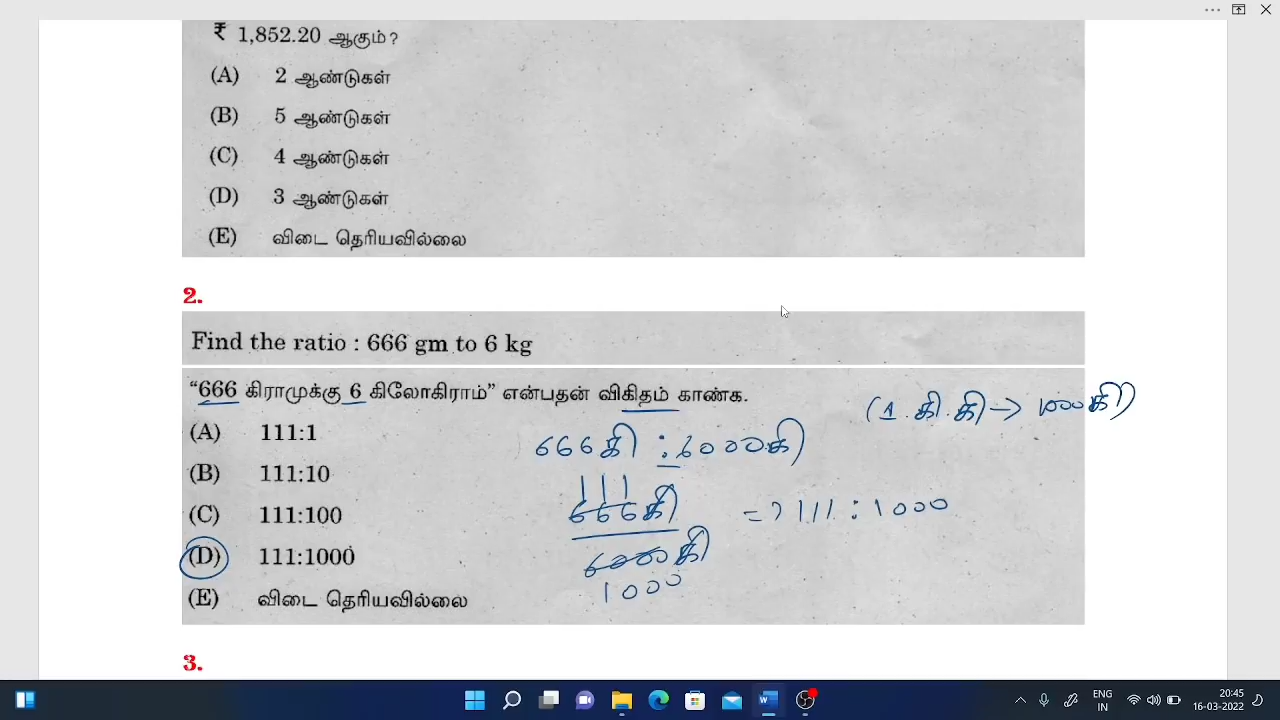 ₹ 1,852.20 ஆகும்?
(A) 2 ஆண்டுகள்
(B) 5 ஆண்டுகள்
(C) 4 ஆண்டுகள்
(D) 3 ஆண்டுகள்
(E) விடை தெரியவில்லை
2.
Find the ratio : 666 gm to 6 kg
"666 கிராமுக்கு 6 கிலோகிராம்" என்பதன் விகிதம் காண்க.
(1 கி.கி → 1000கி)
(A) 111:1
666கி : 6000கி
(B) 111:10
111
(C) 111:100
666கி
=> 111 : 1000
(D) 111:1000
6000கி
1000
(E) விடை தெரியவில்லை
3.
ENG
IN
20:45
16-03-2022